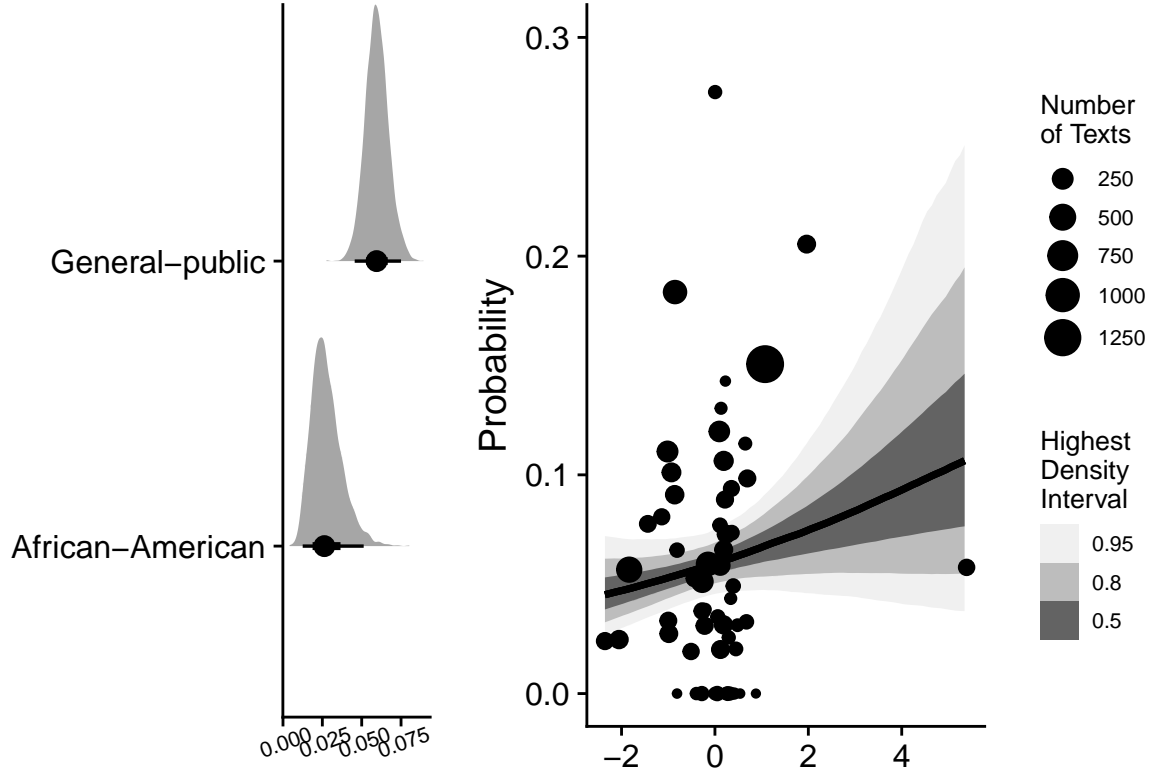 General−public
African−American
0.000 0.025 0.050 0.075
Probability
0.3
0.2
0.1
0.0
−2 0 2 4
Number
of Texts
250
500
750
1000
1250
Highest
Density
Interval
0.95
0.8
0.5